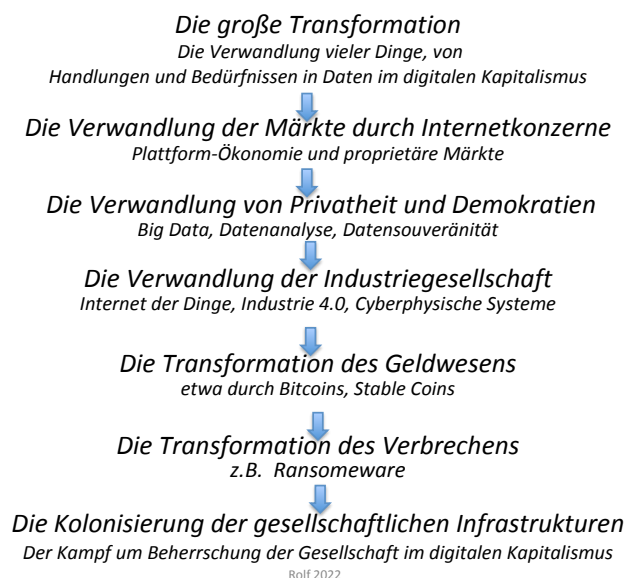 Die große Transformation
Die Verwandlung vieler Dinge, von
Handlungen und Bedürfnissen in Daten im digitalen Kapitalismus
Die Verwandlung der Märkte durch Internetkonzerne
Plattform-Ökonomie und proprietäre Märkte
Die Verwandlung von Privatheit und Demokratien
Big Data, Datenanalyse, Datensouveränität
Die Verwandlung der Industriegesellschaft
Internet der Dinge, Industrie 4.0, Cyberphysische Systeme
Die Transformation des Geldwesens
etwa durch Bitcoins, Stable Coins
Die Transformation des Verbrechens
z.B. Ransomeware
Die Kolonisierung der gesellschaftlichen Infrastrukturen
Der Kampf um Beherrschung der Gesellschaft im digitalen Kapitalismus
Rolf 2022